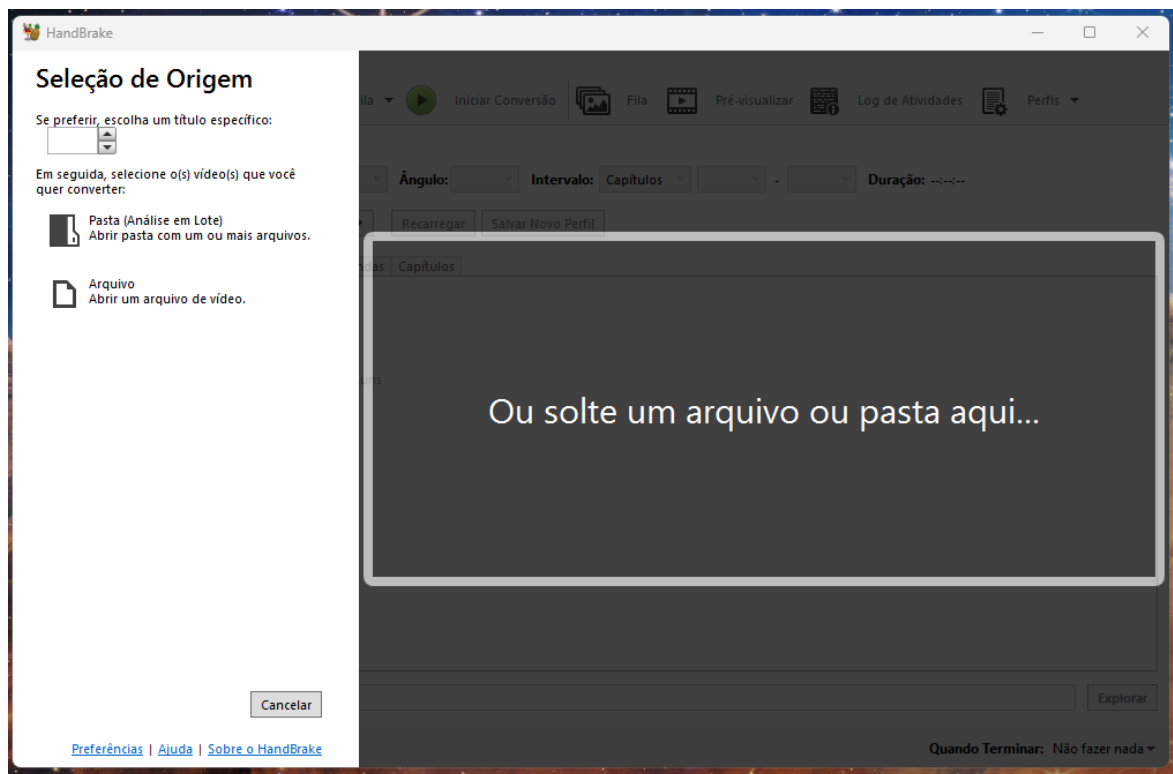 HandBrake
Seleção de Origem
Se preferir, escolha um título específico:
Em seguida, selecione o(s) vídeo(s) que você
quer converter:
Pasta (Análise em Lote)
Abrir pasta com um ou mais arquivos.
Arquivo
Abrir um arquivo de vídeo.
Cancelar
Preferências | Ajuda | Sobre o HandBrake
Iniciar Conversão Fila Pré-visualizar Log de Atividades Perfis
Ângulo: Intervalo: Capítulos - Duração: --:--:--
Recarregar Salvar Novo Perfil
Capítulos
Ou solte um arquivo ou pasta aqui...
Explorar
Quando Terminar: Não fazer nada